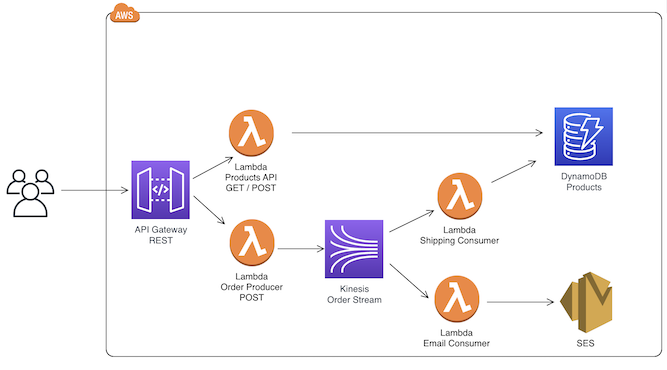 AWS
Lambda
Products API
GET / POST
DynamoDB
Products
API Gateway
REST
Lambda
Shipping Consumer
Lambda
Order Producer
POST
Kinesis
Order Stream
Lambda
Email Consumer
SES